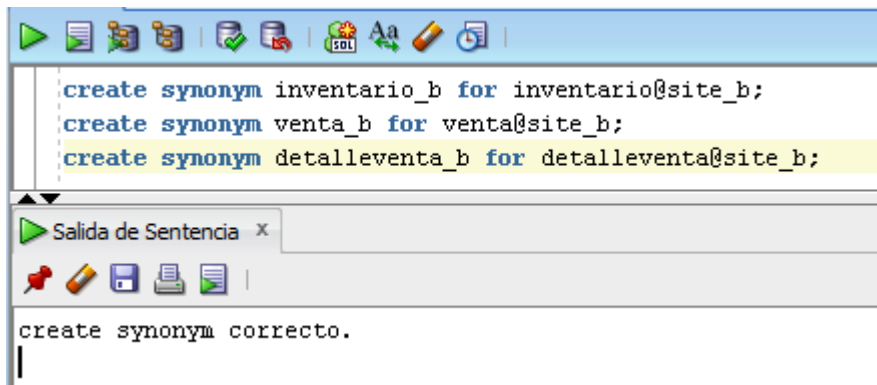 SQL
create synonym inventario_b for inventario@site_b;
create synonym venta_b for venta@site_b;
create synonym detalleventa_b for detalleventa@site_b;
Salida de Sentencia x
create synonym correcto.